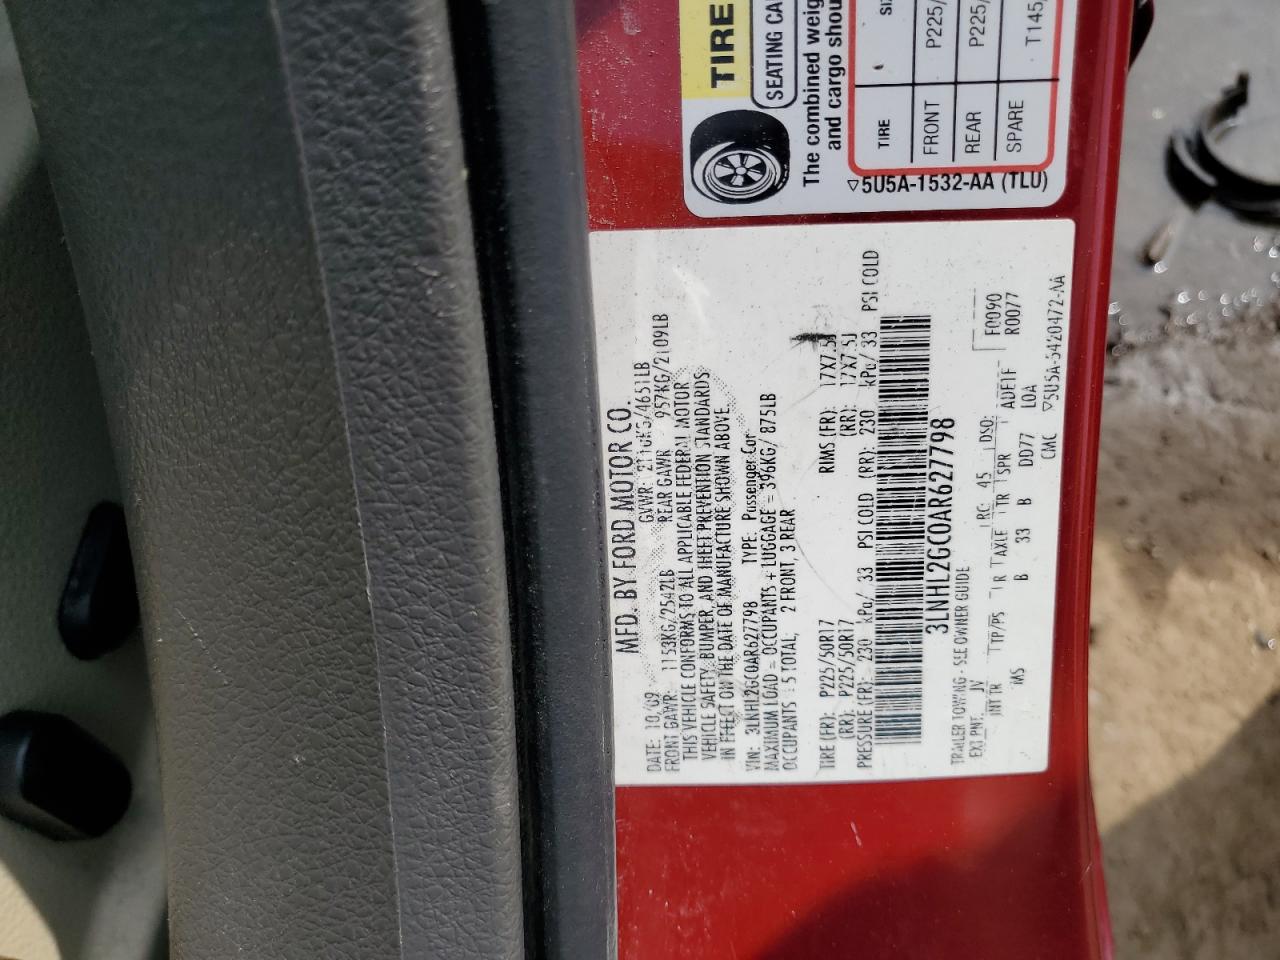 MFD. BY FORD MOTOR CO.
DATE: 10/09 GVWR: 2110KG/4651LB
FRONT GAWR: 1153KG/2542LB REAR GAWR 957KG/2109LB
THIS VEHICLE CONFORMS TO ALL APPLICABLE FEDERAL MOTOR
VEHICLE SAFETY, BUMPER, AND THEFT PREVENTION STANDARDS
IN EFFECT ON THE DATE OF MANUFACTURE SHOWN ABOVE.
VIN: 3LNHL2GC0AR627798 TYPE: Passenger Car
MAXIMUM LOAD = OCCUPANTS + LUGGAGE = 396KG/ 875LB
OCCUPANTS : 5 TOTAL, 2 FRONT, 3 REAR
TIRE (FR): P225/50R17 RIMS (FR): 17X7.5J
(RR): P225/50R17 (RR): 17X7.5J
PRESSURE (FR): 230 kPa/ 33 PSI COLD (RR): 230 kPa/ 33 PSI COLD
3LNHL2GC0AR627798
TRAILER TOWING - SEE OWNER GUIDE
EXT PNT: JV RC: 45 DSO: F0090
INT TR TP/PS R AXLE TR SPR ADE1F R0077
MS B 33 B DD77 LOA
CMC ▽5U5A-5420472-AA
TIRE
SEATING CA
The combined weig
and cargo shou
TIRE SI
FRONT P225/
REAR P225/
SPARE T145/
▽5U5A-1532-AA (TLU)